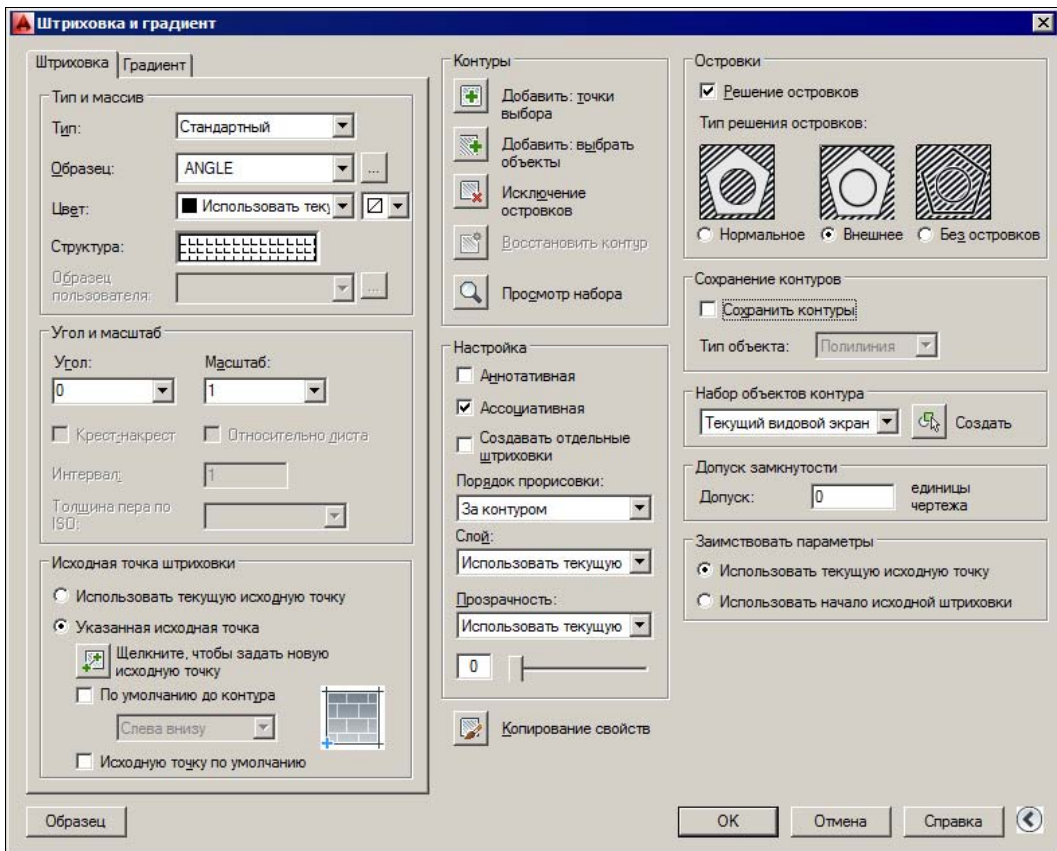 Штриховка и градиент
Штриховка
Градиент
Тип и массив
Тип:
Стандартный
Образец:
ANGLE
...
Цвет:
Использовать теку
Структура:
Образец
пользователя:
...
Угол и масштаб
Угол:
Масштаб:
0
1
Крест-накрест
Относительно листа
Интервал:
1
Толщина пера по
ISO:
Исходная точка штриховки
Использовать текущую исходную точку
Указанная исходная точка
Щелкните, чтобы задать новую
исходную точку
По умолчанию до контура
Слева внизу
Исходную точку по умолчанию
Контуры
Добавить: точки
выбора
Добавить: выбрать
объекты
Исключение
островков
Восстановить контур
Просмотр набора
Настройка
Аннотативная
Ассоциативная
Создавать отдельные
штриховки
Порядок прорисовки:
За контуром
Слой:
Использовать текущую
Прозрачность:
Использовать текущую
0
Копирование свойств
Островки
Решение островков
Тип решения островков:
Нормальное
Внешнее
Без островков
Сохранение контуров
Сохранить контуры
Тип объекта:
Полилиния
Набор объектов контура
Текущий видовой экран
Создать
Допуск замкнутости
Допуск:
0
единицы
чертежа
Заимствовать параметры
Использовать текущую исходную точку
Использовать начало исходной штриховки
Образец
OK
Отмена
Справка